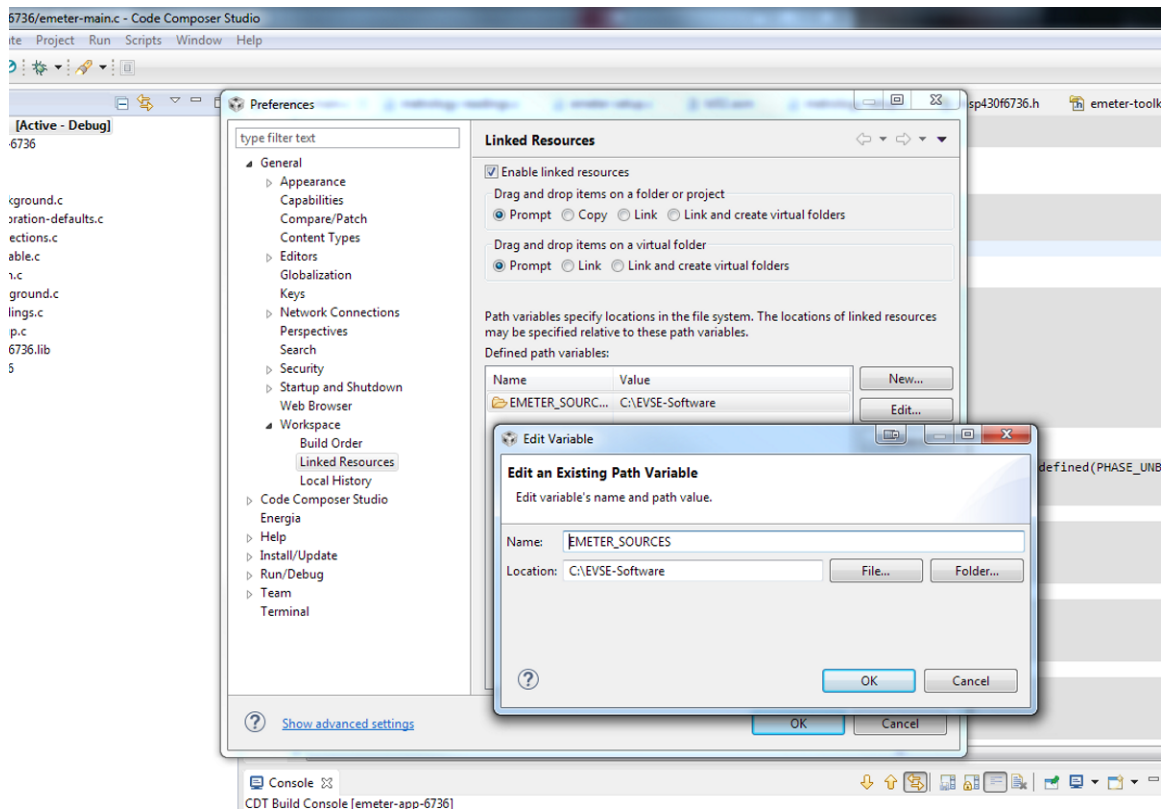 6736/emeter-main.c - Code Composer Studio
te Project Run Scripts Window Help
[Active - Debug]
-6736
kground.c
oration-defaults.c
ections.c
able.c
n.c
ground.c
lings.c
p.c
6736.lib
6
Preferences
sp430f6736.h emeter-toolk
type filter text
General
Appearance
Capabilities
Compare/Patch
Content Types
Editors
Globalization
Keys
Network Connections
Perspectives
Search
Security
Startup and Shutdown
Web Browser
Workspace
Build Order
Linked Resources
Local History
Code Composer Studio
Energia
Help
Install/Update
Run/Debug
Team
Terminal
Linked Resources
Enable linked resources
Drag and drop items on a folder or project
Prompt Copy Link Link and create virtual folders
Drag and drop items on a virtual folder
Prompt Link Link and create virtual folders
Path variables specify locations in the file system. The locations of linked resources
may be specified relative to these path variables.
Defined path variables:
Name Value New...
EMETER_SOURC... C:\EVSE-Software Edit...
Edit Variable
Edit an Existing Path Variable
Edit variable's name and path value.
Name: EMETER_SOURCES
Location: C:\EVSE-Software File... Folder...
OK Cancel
defined(PHASE_UNB
Show advanced settings OK Cancel
Console
CDT Build Console [emeter-app-6736]